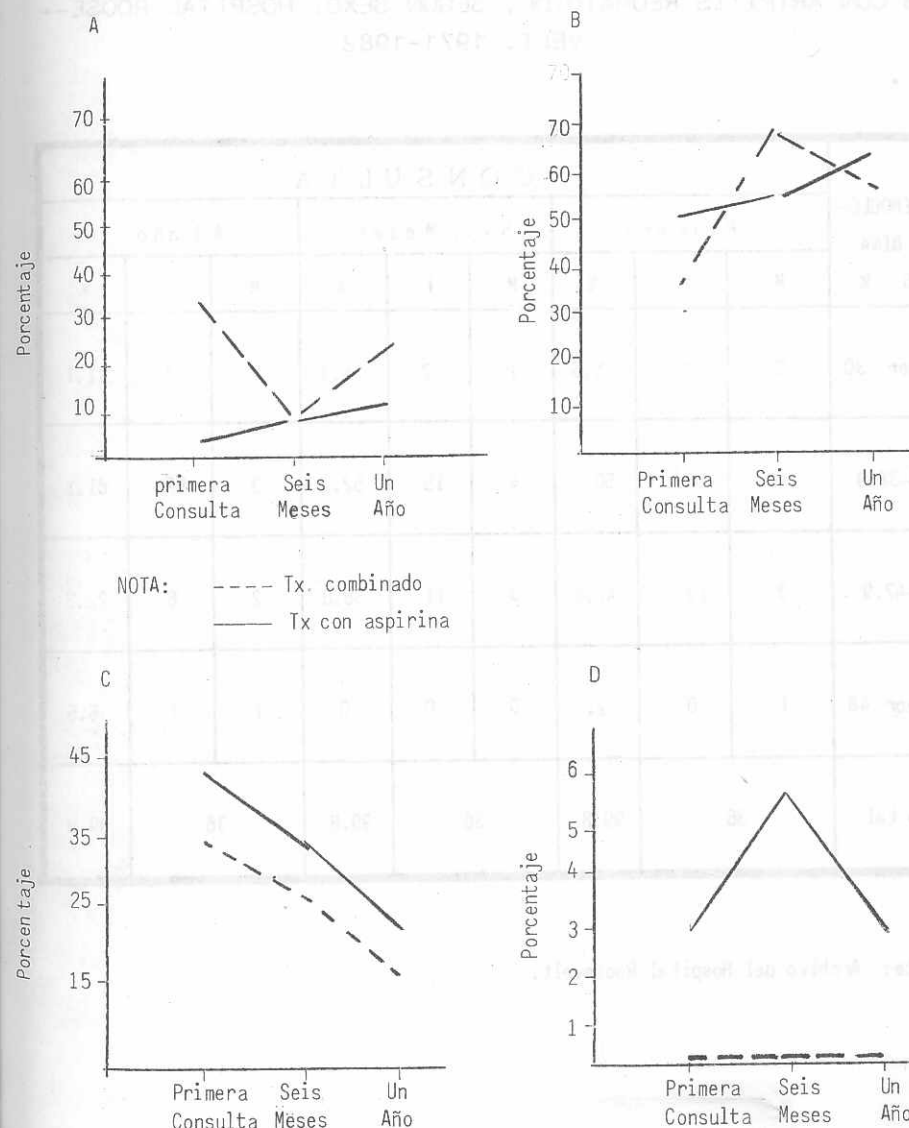 A
Porcentaje
70
60
50
40
30
20
10
primera Seis Un
Consulta Meses Año
B
Porcentaje
70
70
60
50
40
30
20
10
Primera Seis Un
Consulta Meses Año
NOTA: ---- Tx. combinado
Tx con aspirina
C
Porcentaje
45
35
25
15
Primera Seis Un
Consulta Meses Año
D
Porcentaje
6
5
4
3
2
1
Primera Seis Un
Consulta Meses Año